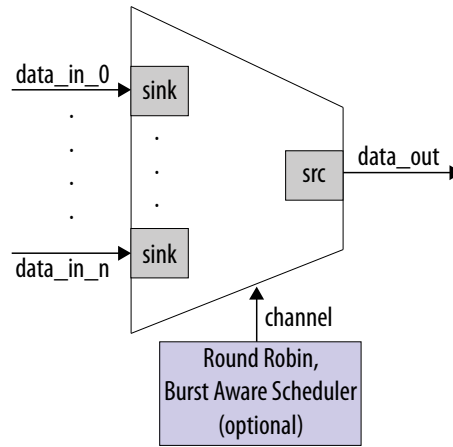 data_in_0
sink
src
data_out
sink
data_in_n
channel
Round Robin,
Burst Aware Scheduler
(optional)